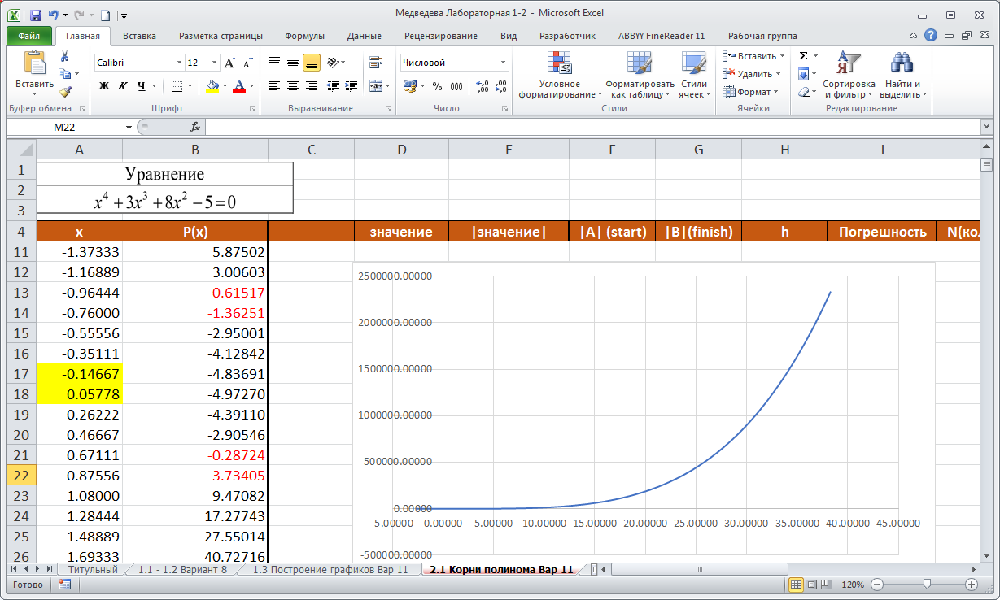 Медведева Лабораторная 1-2 - Microsoft Excel
Файл Главная Вставка Разметка страницы Формулы Данные Рецензирование Вид Разработчик ABBYY FineReader 11 Рабочая группа
Вставить
Буфер обмена
Calibri 12
Ж К Ч А
Шрифт
Выравнивание
Числовой
% 000
Число
Условное форматирование
Форматировать как таблицу
Стили ячеек
Стили
Вставить
Удалить
Формат
Ячейки
Σ
Сортировка и фильтр
Найти и выделить
Редактирование
M22 fx
A B C D E F G H I
1 Уравнение
2
3 x^4 + 3x^3 + 8x^2 − 5 = 0
4 x P(x) значение |значение| |A| (start) |B|(finish) h Погрешность N(кол
11 -1.37333 5.87502
12 -1.16889 3.00603
13 -0.96444 0.61517
14 -0.76000 -1.36251
15 -0.55556 -2.95001
16 -0.35111 -4.12842
17 -0.14667 -4.83691
18 0.05778 -4.97270
19 0.26222 -4.39110
20 0.46667 -2.90546
21 0.67111 -0.28724
22 0.87556 3.73405
23 1.08000 9.47082
24 1.28444 17.27743
25 1.48889 27.55014
26 1.69333 40.72716
2500000.00000
2000000.00000
1500000.00000
1000000.00000
500000.00000
0.00000
-5.00000 0.00000 5.00000 10.00000 15.00000 20.00000 25.00000 30.00000 35.00000 40.00000 45.00000
-500000.00000
Титульный 1.1 - 1.2 Вариант 8 1.3 Построение графиков Вар 11 2.1 Корни полинома Вар 11
Готово 120%